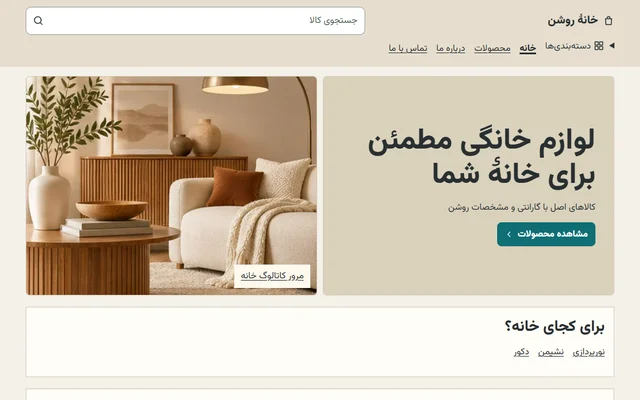 خانهٔ روشن
جستجوی کالا
دسته‌بندی‌ها
خانه
محصولات
درباره ما
تماس با ما
لوازم خانگی مطمئن
برای خانهٔ شما
کالاهای اصل با گارانتی و مشخصات روشن
مشاهده محصولات
مرور کاتالوگ خانه
برای کجای خانه؟
نورپردازی
نشیمن
دکور